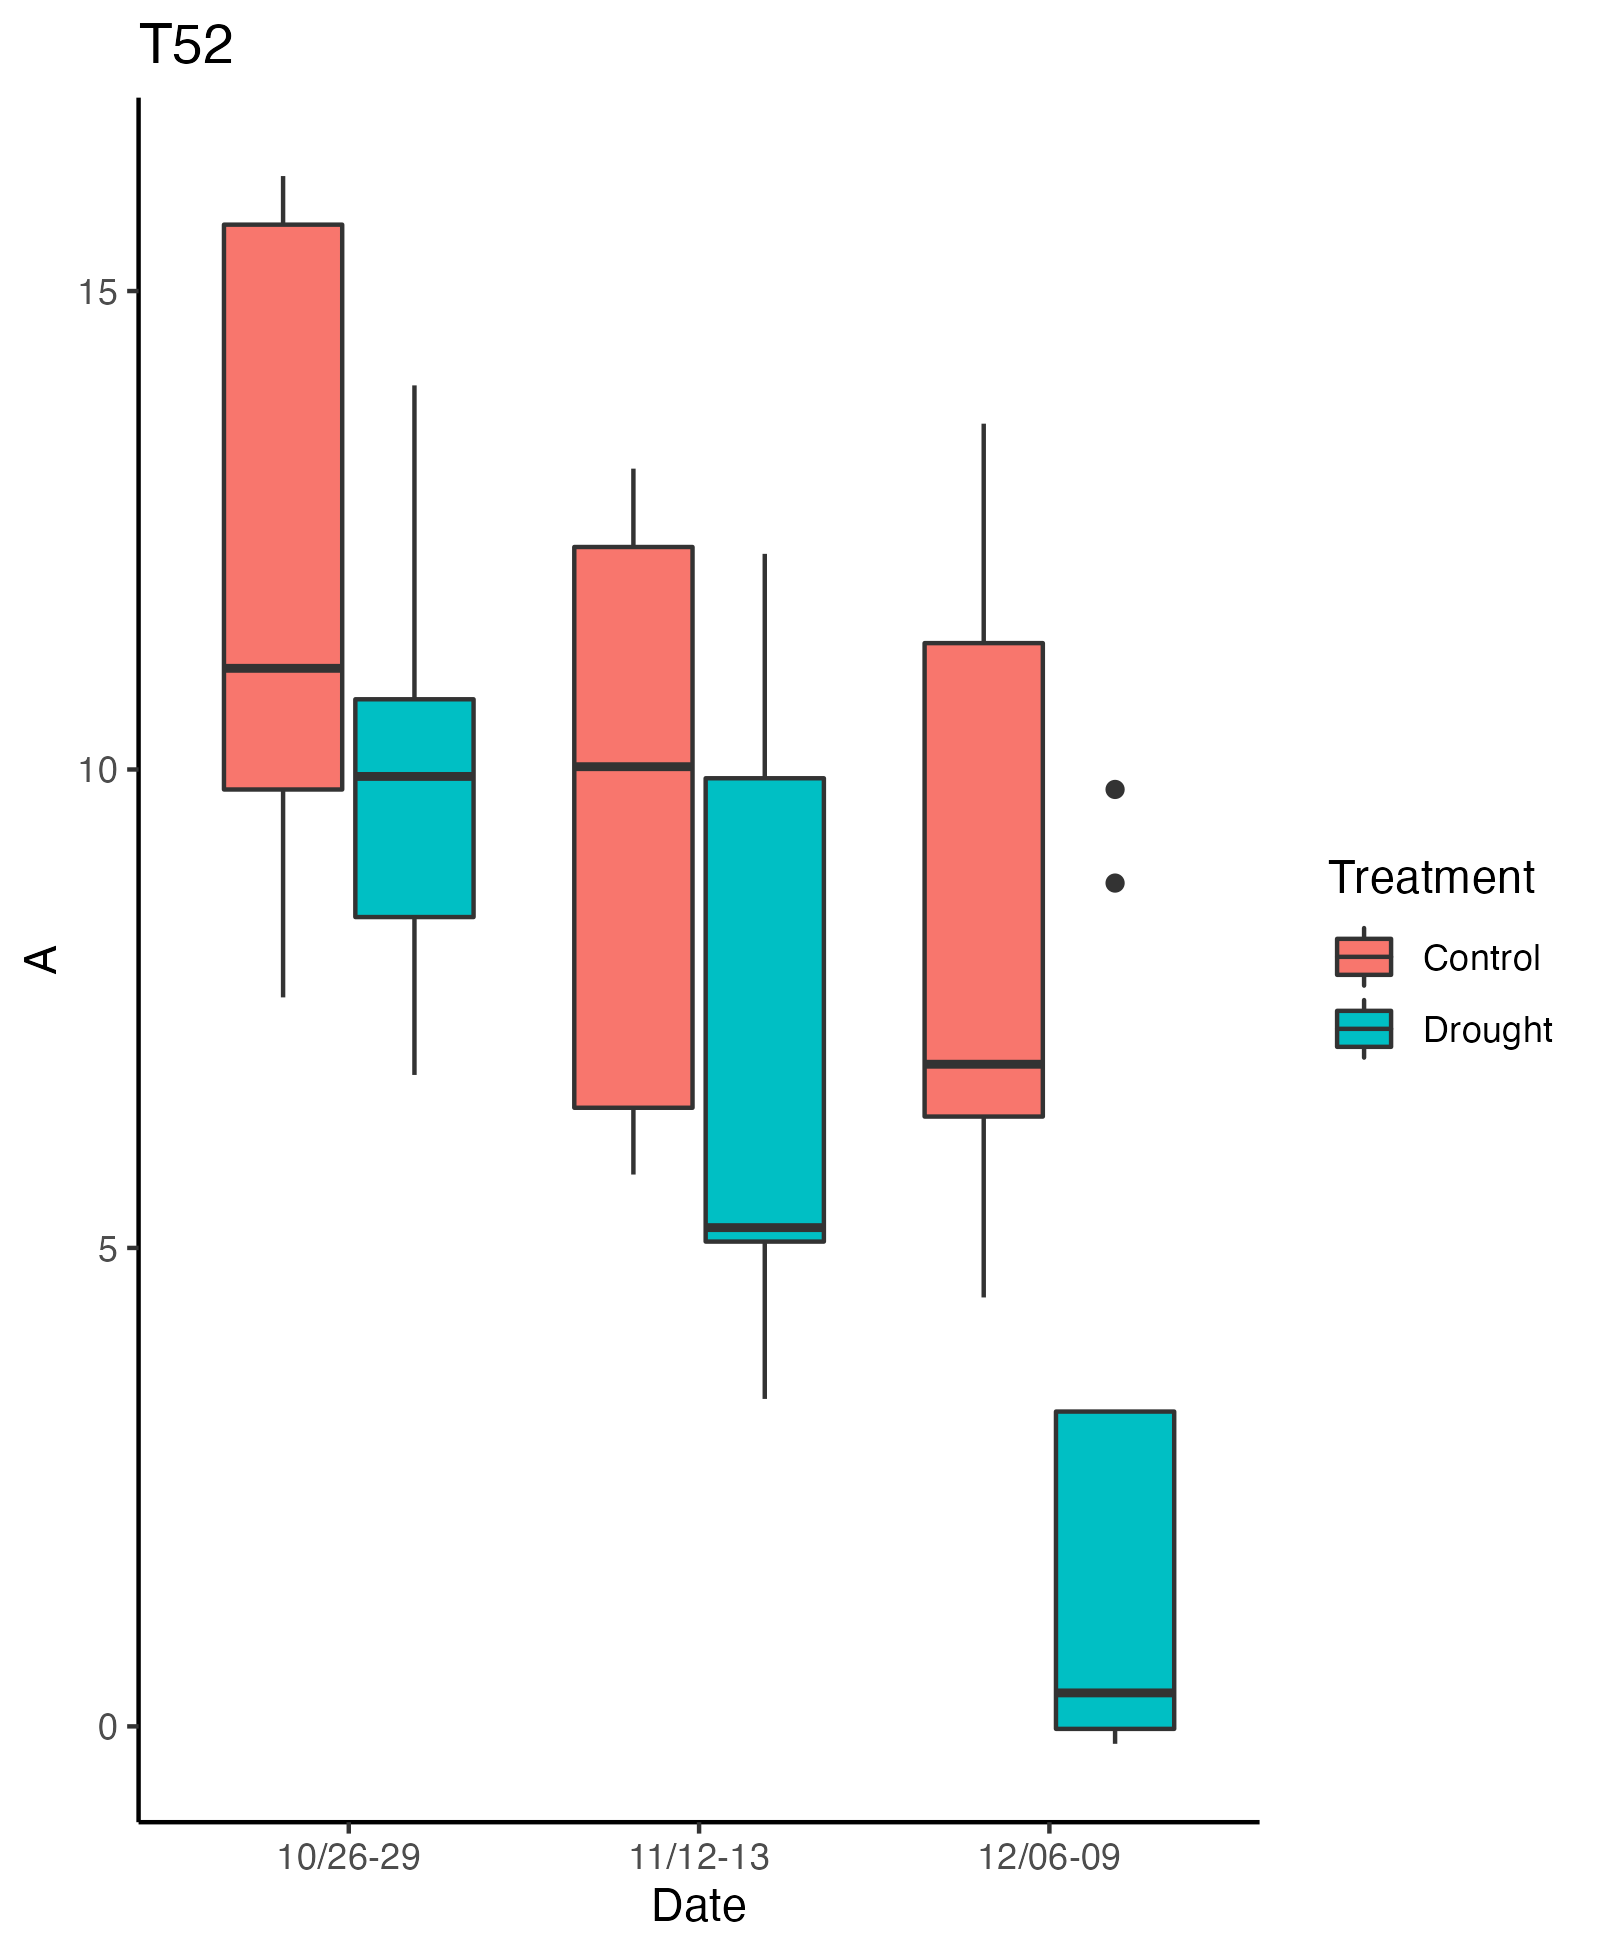 T52
15
10
5
0
A
10/26-29
11/12-13
12/06-09
Date
Treatment
Control
Drought